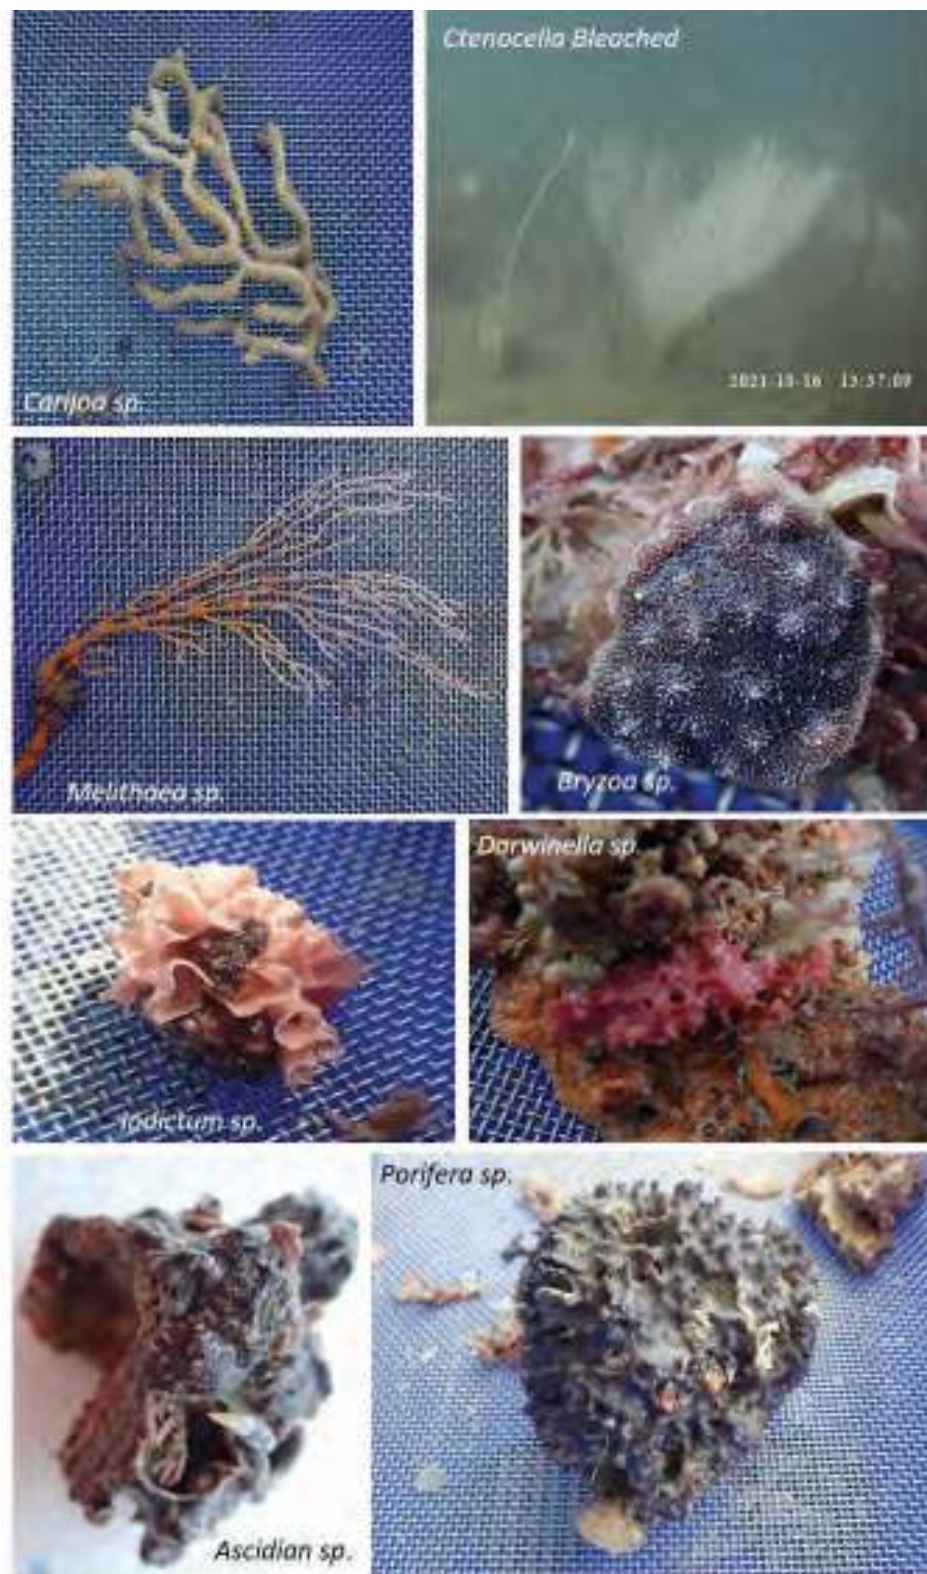 Ctenocella Bleached
Carijoa sp.
2021-10-16 15:37:09
Melithaea sp.
Bryzoa sp.
Darwinella sp.
Iodictum sp.
Porifera sp.
Ascidian sp.